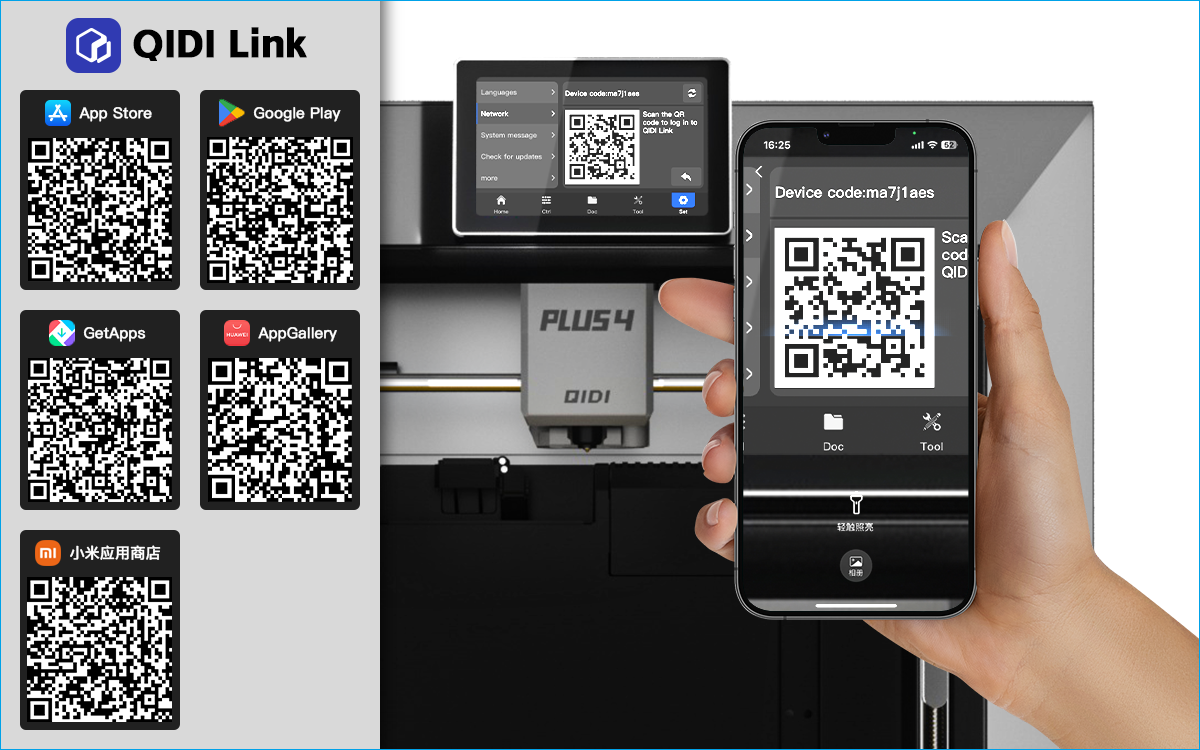 QIDI Link
App Store
Google Play
GetApps
HUAWEI
AppGallery
mi
小米应用商店
Languages
Network
System message
Check for updates
more
Device code:ma7j1aes
Scan the QR
code to log in to
QIDI Link
Home
Ctrl
Doc
Tool
Set
PLUS4
QIDI
16:25
52
Device code:ma7j1aes
Sca
cod
QID
Doc
Tool
轻触照亮
相册